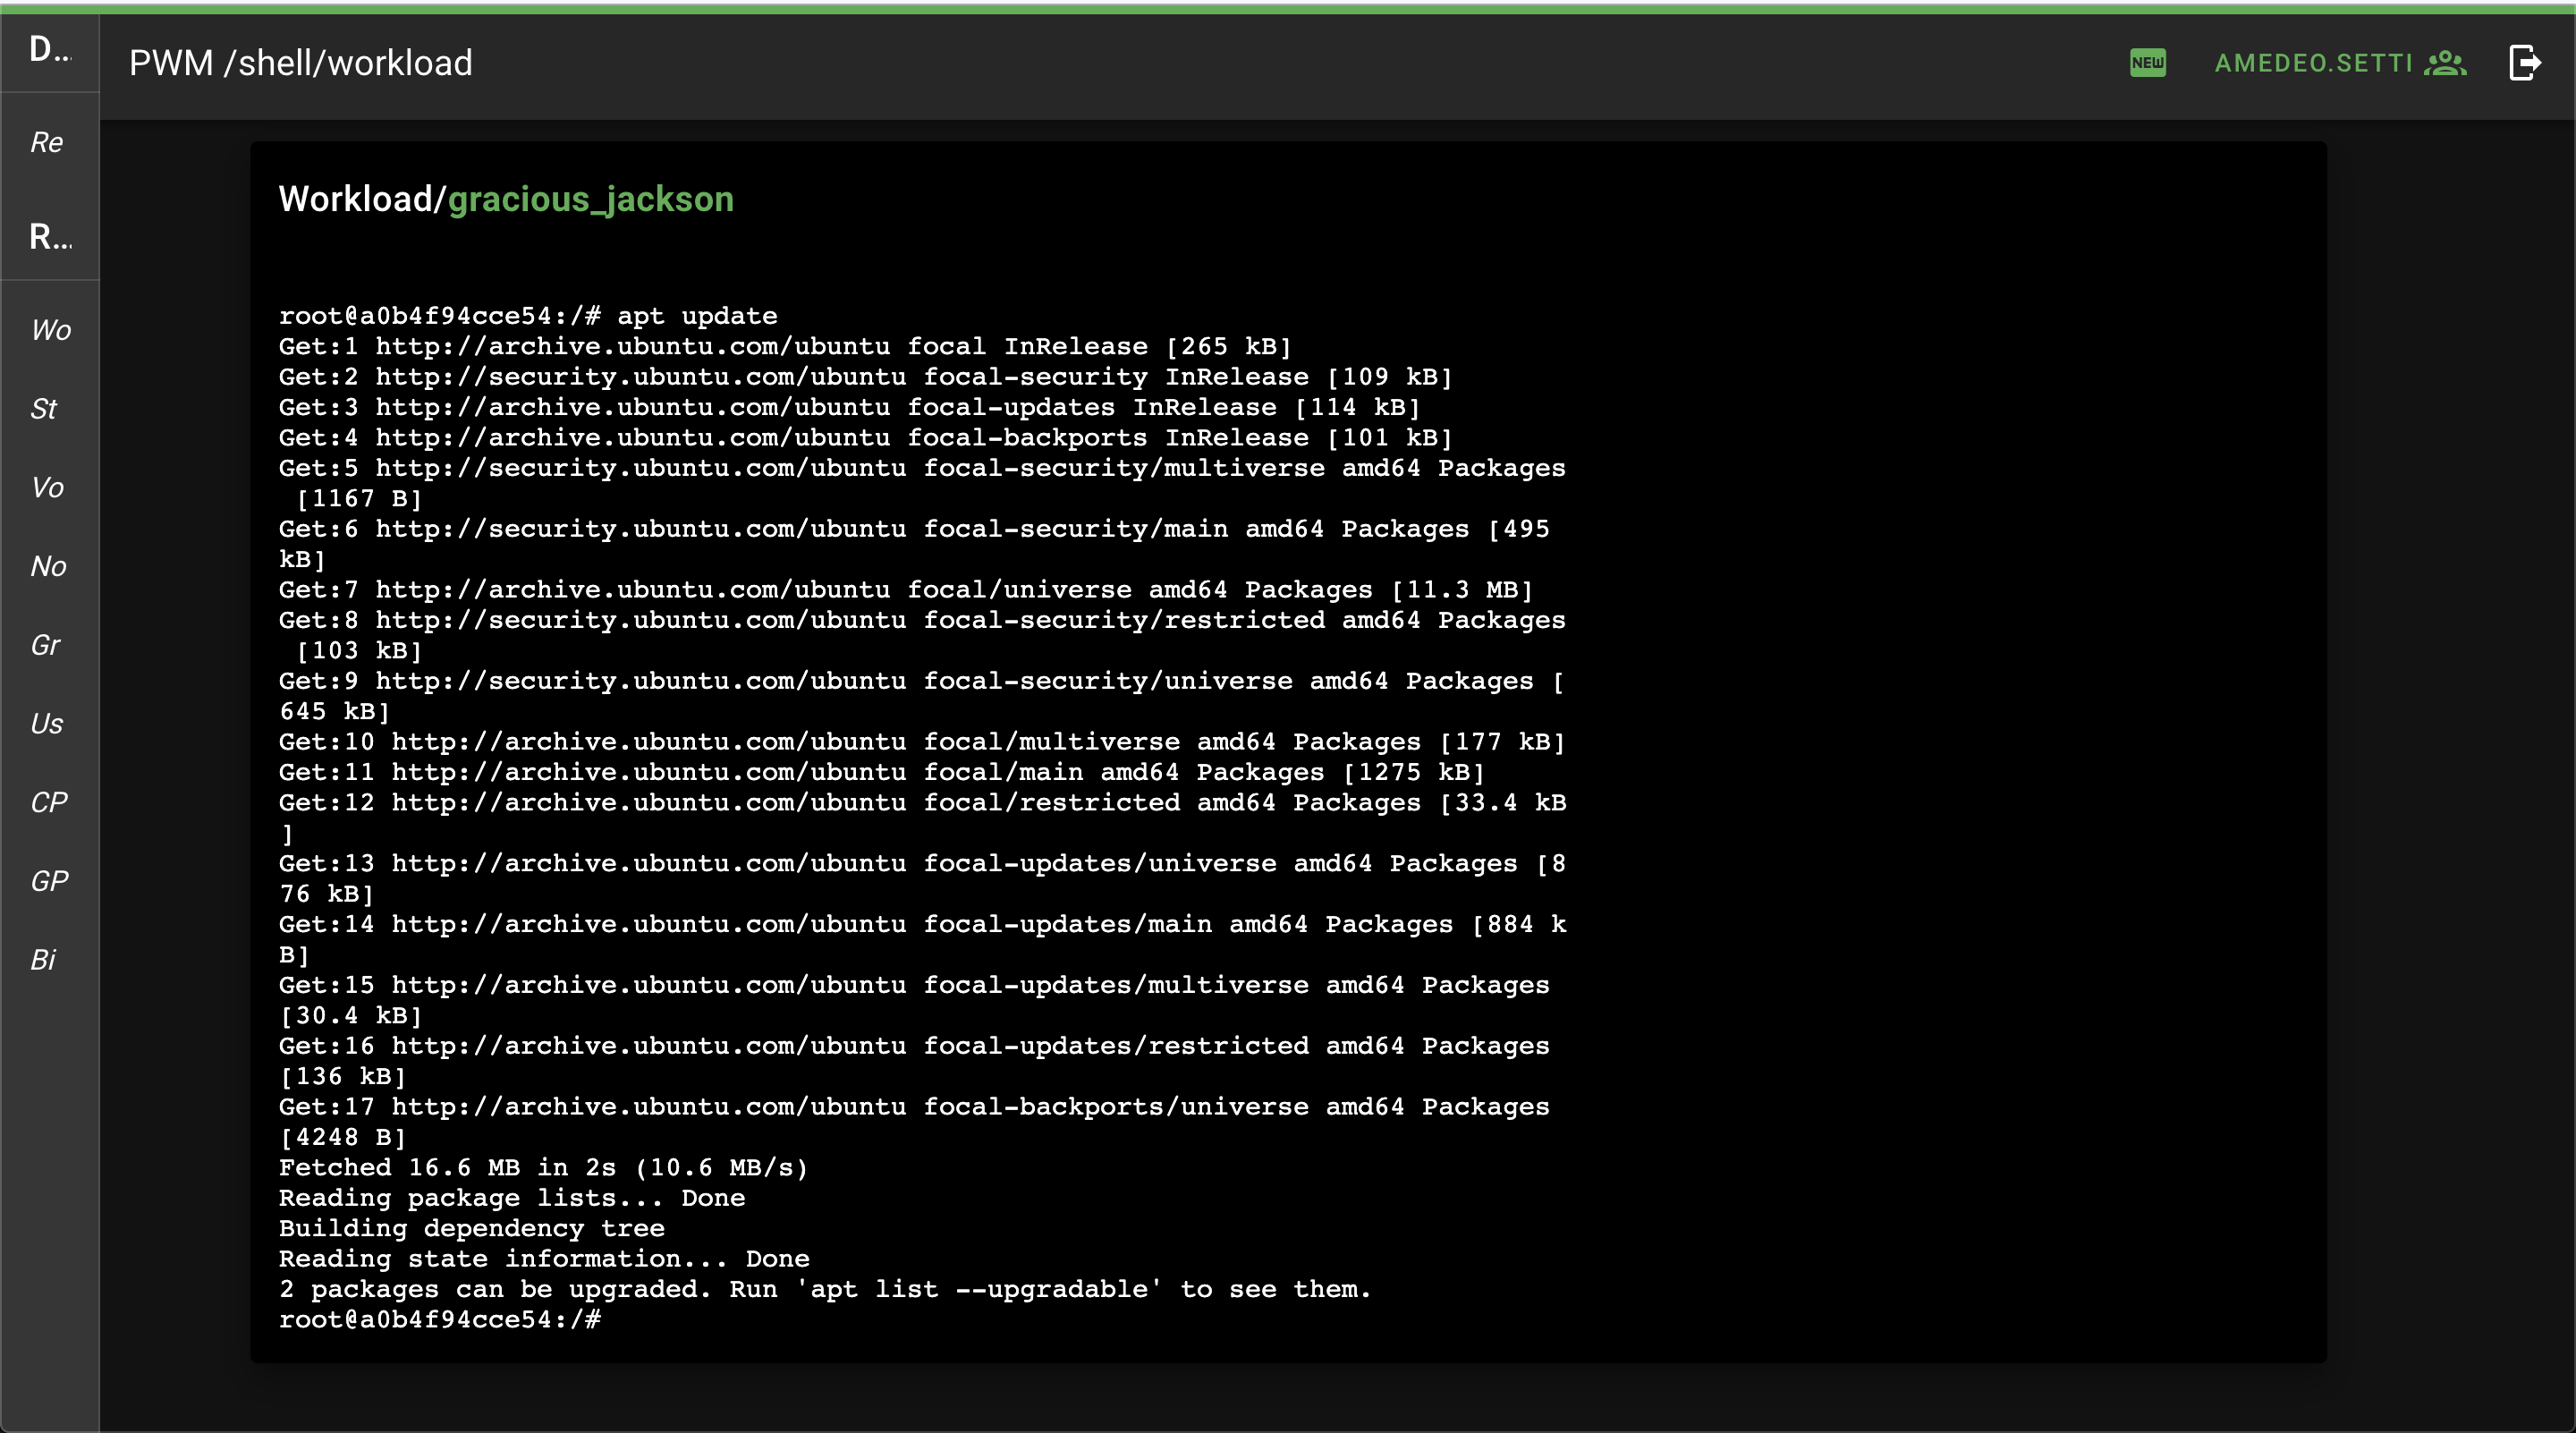 D...
PWM /shell/workload
NEW
AMEDEO.SETTI
Re
R...
Wo
St
Vo
No
Gr
Us
CP
GP
Bi
Workload/gracious_jackson
root@a0b4f94cce54:/# apt update
Get:1 http://archive.ubuntu.com/ubuntu focal InRelease [265 kB]
Get:2 http://security.ubuntu.com/ubuntu focal-security InRelease [109 kB]
Get:3 http://archive.ubuntu.com/ubuntu focal-updates InRelease [114 kB]
Get:4 http://archive.ubuntu.com/ubuntu focal-backports InRelease [101 kB]
Get:5 http://security.ubuntu.com/ubuntu focal-security/multiverse amd64 Packages
 [1167 B]
Get:6 http://security.ubuntu.com/ubuntu focal-security/main amd64 Packages [495
kB]
Get:7 http://archive.ubuntu.com/ubuntu focal/universe amd64 Packages [11.3 MB]
Get:8 http://security.ubuntu.com/ubuntu focal-security/restricted amd64 Packages
 [103 kB]
Get:9 http://security.ubuntu.com/ubuntu focal-security/universe amd64 Packages [
645 kB]
Get:10 http://archive.ubuntu.com/ubuntu focal/multiverse amd64 Packages [177 kB]
Get:11 http://archive.ubuntu.com/ubuntu focal/main amd64 Packages [1275 kB]
Get:12 http://archive.ubuntu.com/ubuntu focal/restricted amd64 Packages [33.4 kB
]
Get:13 http://archive.ubuntu.com/ubuntu focal-updates/universe amd64 Packages [8
76 kB]
Get:14 http://archive.ubuntu.com/ubuntu focal-updates/main amd64 Packages [884 k
B]
Get:15 http://archive.ubuntu.com/ubuntu focal-updates/multiverse amd64 Packages
[30.4 kB]
Get:16 http://archive.ubuntu.com/ubuntu focal-updates/restricted amd64 Packages
[136 kB]
Get:17 http://archive.ubuntu.com/ubuntu focal-backports/universe amd64 Packages
[4248 B]
Fetched 16.6 MB in 2s (10.6 MB/s)
Reading package lists... Done
Building dependency tree
Reading state information... Done
2 packages can be upgraded. Run 'apt list --upgradable' to see them.
root@a0b4f94cce54:/#